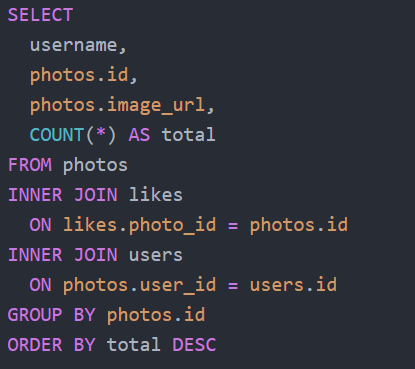 SELECT
username,
photos.id,
photos.image_url,
COUNT(*) AS total
FROM photos
INNER JOIN likes
ON likes.photo_id = photos.id
INNER JOIN users
ON photos.user_id = users.id
GROUP BY photos.id
ORDER BY total DESC